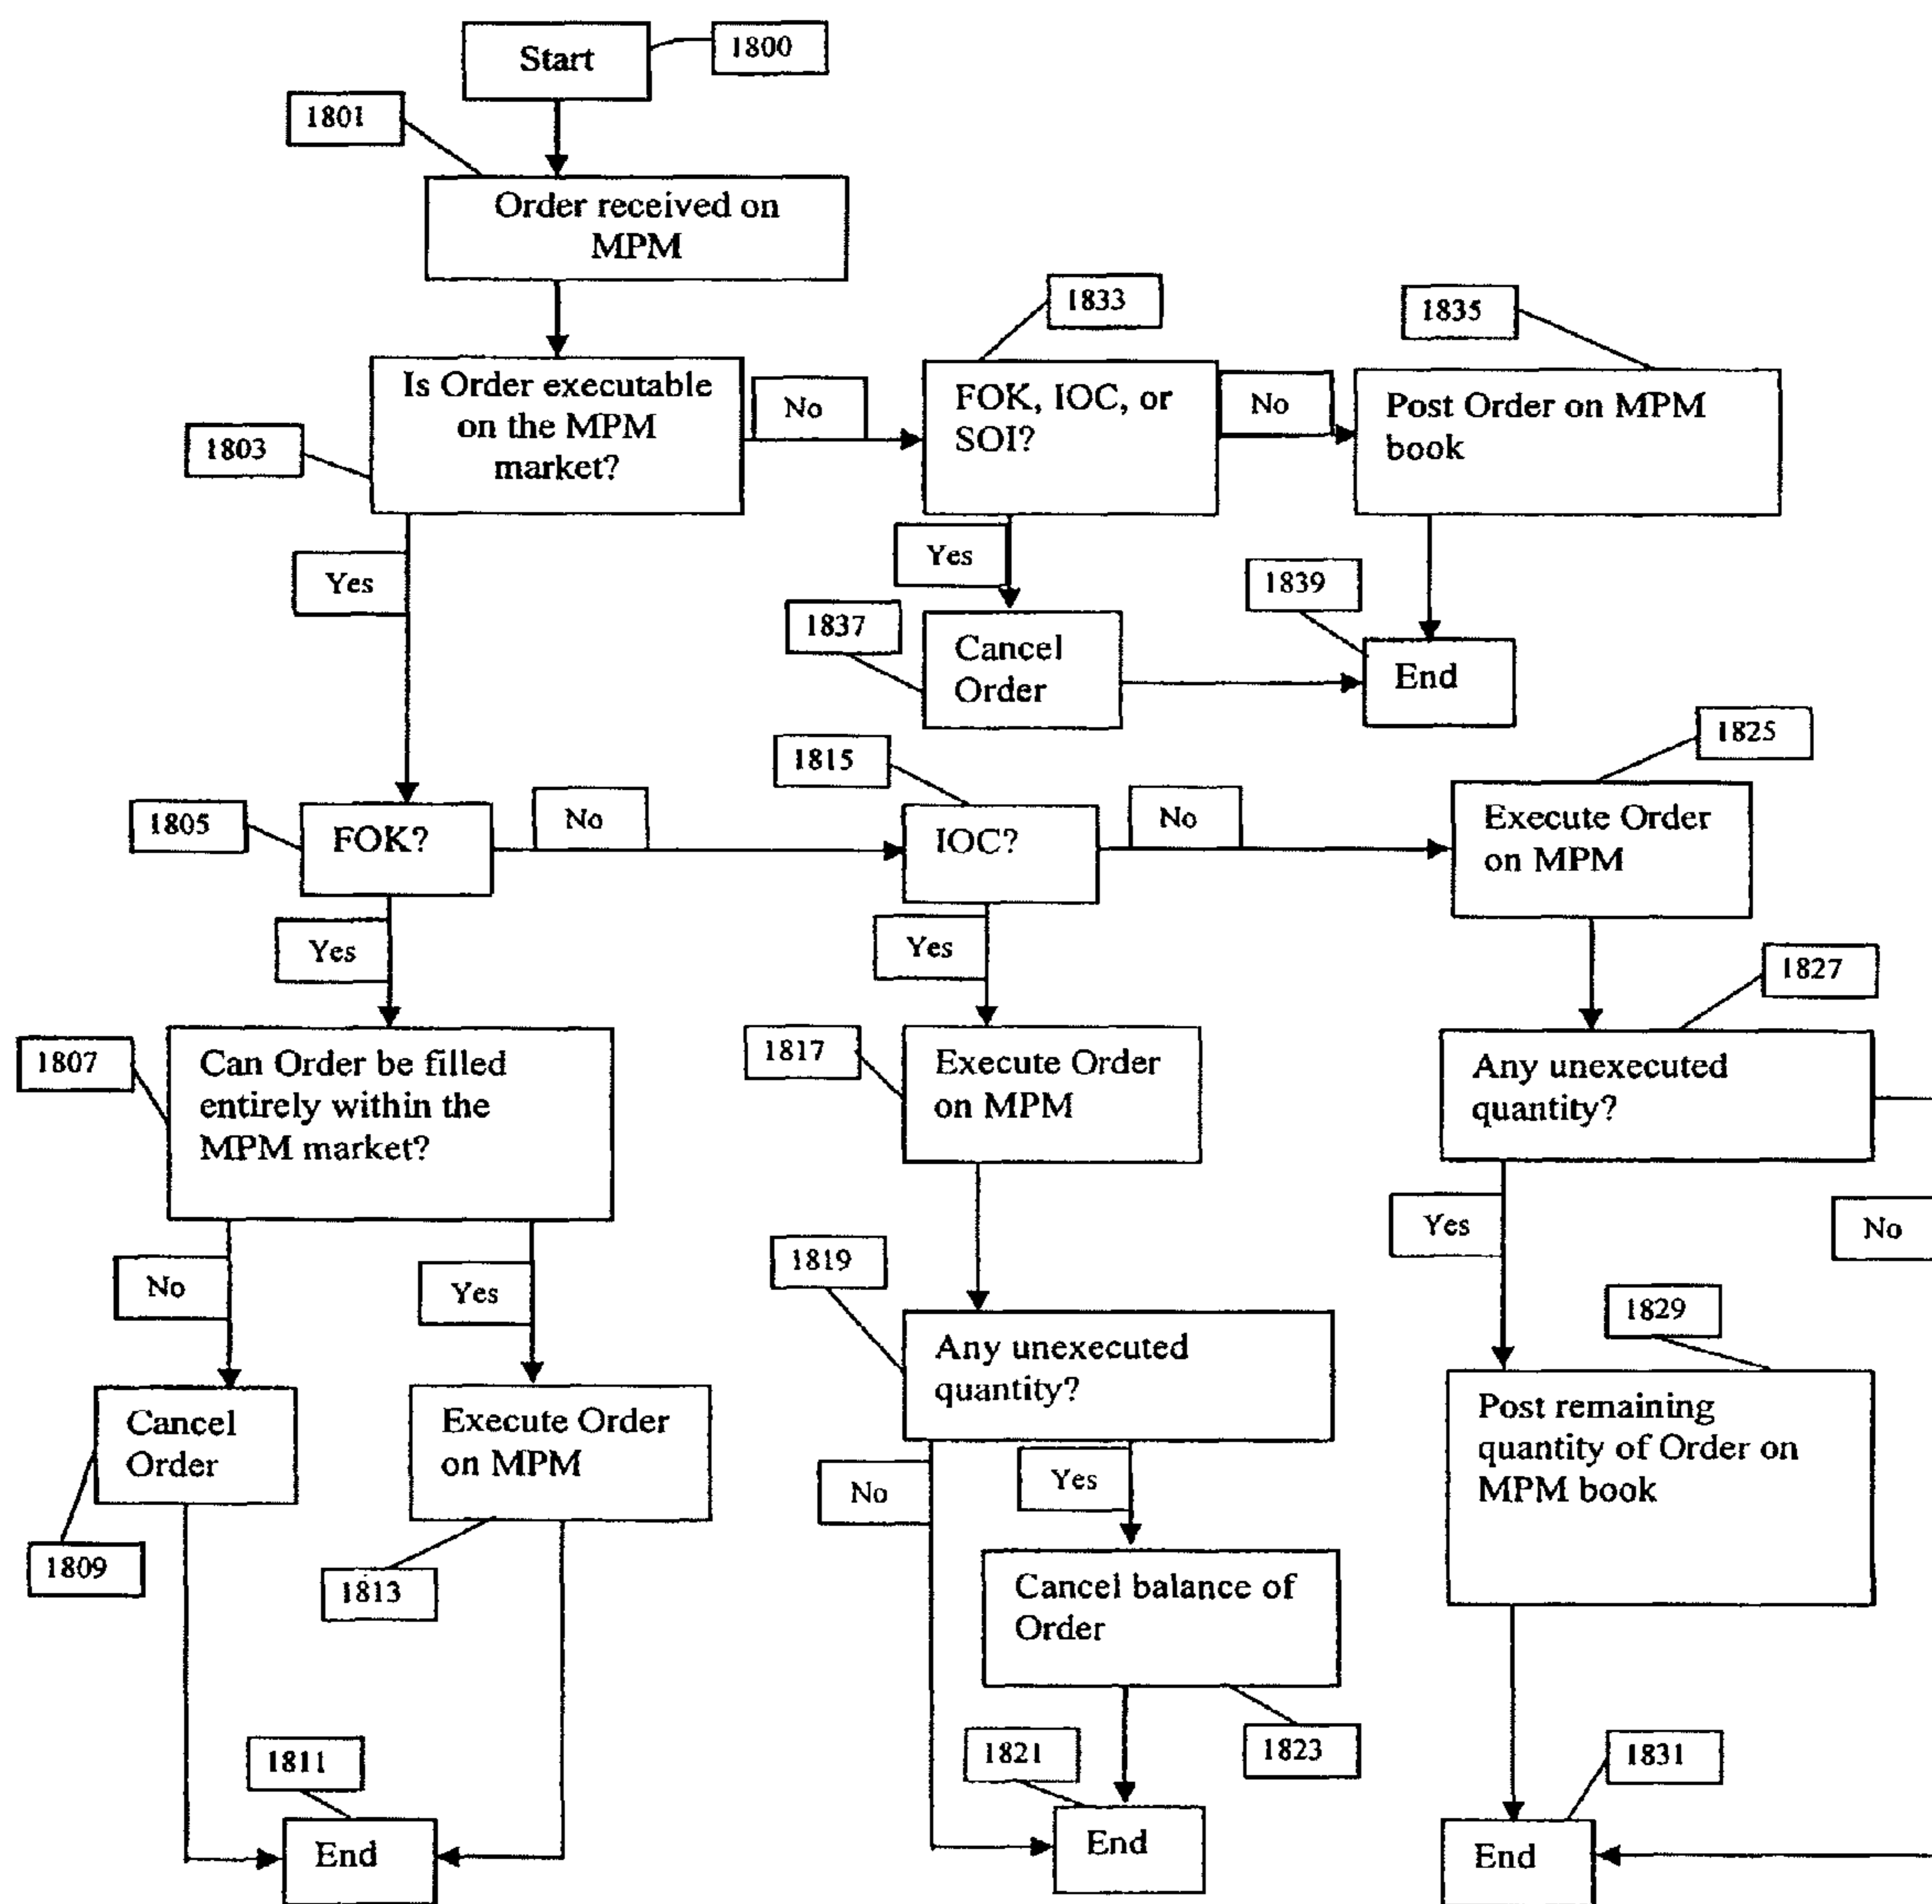 Start
1800
1801
Order received on
MPM
1833
1835
Is Order executable
on the MPM
market?
No
FOK, IOC, or
SOI?
No
Post Order on MPM
book
1803
Yes
Yes
1839
1837
Cancel
Order
End
1825
1815
1805
FOK?
No
IOC?
No
Execute Order
on MPM
Yes
Yes
1827
1807
Can Order be filled
entirely within the
MPM market?
1817
Execute Order
on MPM
Any unexecuted
quantity?
Yes
No
No
Yes
1819
1829
Any unexecuted
quantity?
Cancel
Order
Execute Order
on MPM
Post remaining
quantity of Order on
MPM book
No
Yes
1809
1813
Cancel balance of
Order
1811
1821
1823
1831
End
End
End